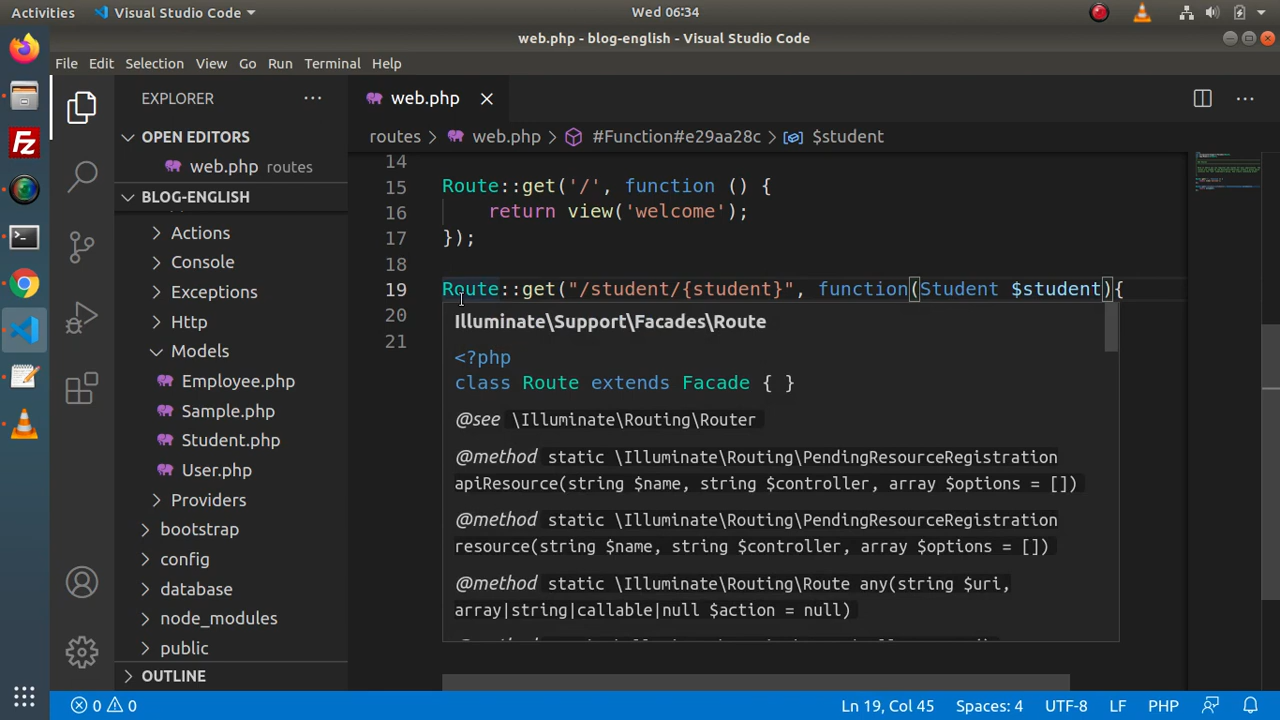 Activities
Visual Studio Code
Wed 06:34
web.php - blog-english - Visual Studio Code
File Edit Selection View Go Run Terminal Help
EXPLORER
OPEN EDITORS
web.php routes
BLOG-ENGLISH
Actions
Console
Exceptions
Http
Models
Employee.php
Sample.php
Student.php
User.php
Providers
bootstrap
config
database
node_modules
public
OUTLINE
web.php
routes > web.php > #Function#e29aa28c > $student
14
15 Route::get('/', function () {
16 return view('welcome');
17 });
18
19 Route::get("/student/{student}", function(Student $student){
20
21
Illuminate\Support\Facades\Route
<?php
class Route extends Facade { }
@see \Illuminate\Routing\Router
@method static \Illuminate\Routing\PendingResourceRegistration
apiResource(string $name, string $controller, array $options = [])
@method static \Illuminate\Routing\PendingResourceRegistration
resource(string $name, string $controller, array $options = [])
@method static \Illuminate\Routing\Route any(string $uri,
array|string|callable|null $action = null)
0 0
Ln 19, Col 45
Spaces: 4
UTF-8
LF
PHP